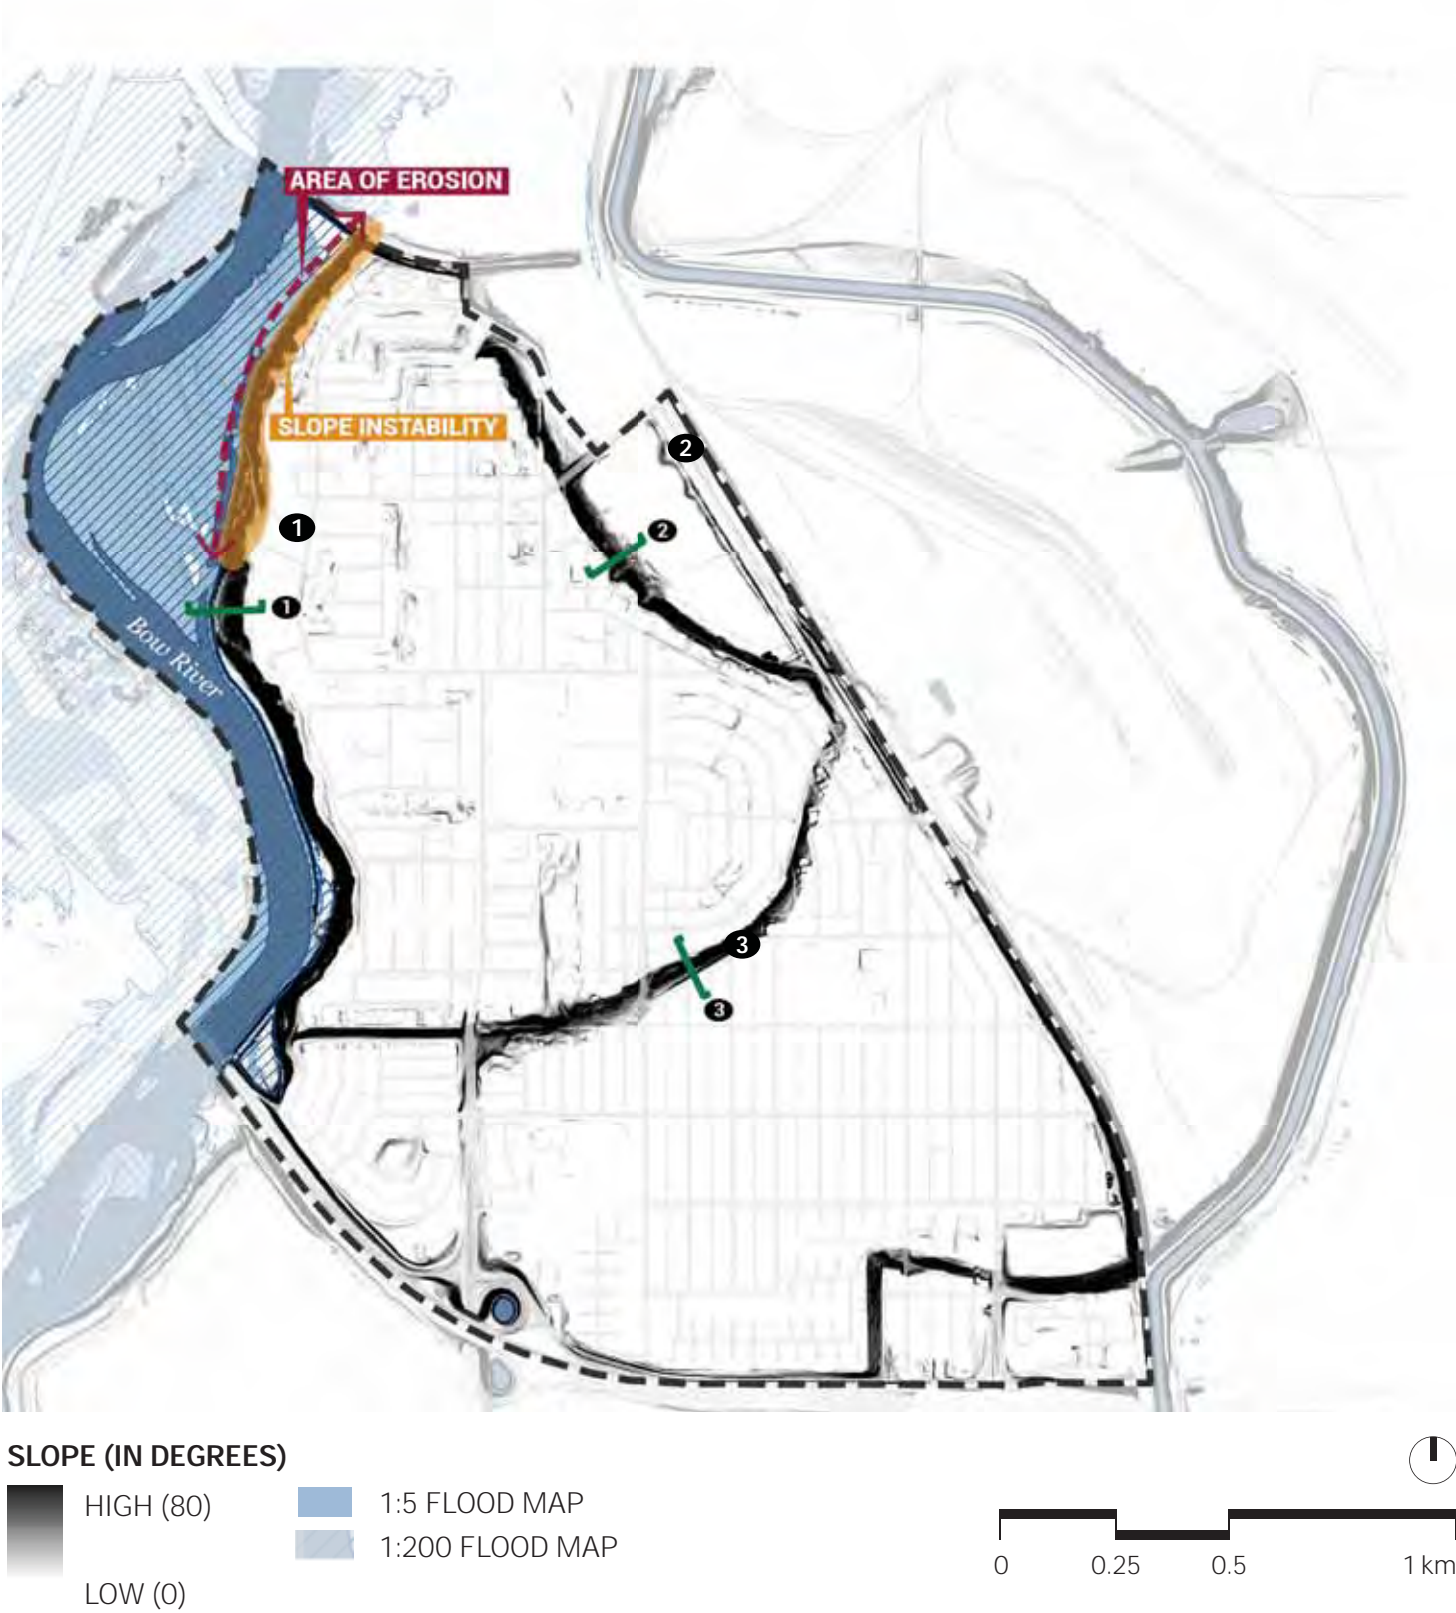 AREA OF EROSION
SLOPE INSTABILITY
2
1
2
1
Bow River
3
3
SLOPE (IN DEGREES)
HIGH (80)
LOW (0)
1:5 FLOOD MAP
1:200 FLOOD MAP
0 0.25 0.5 1 km